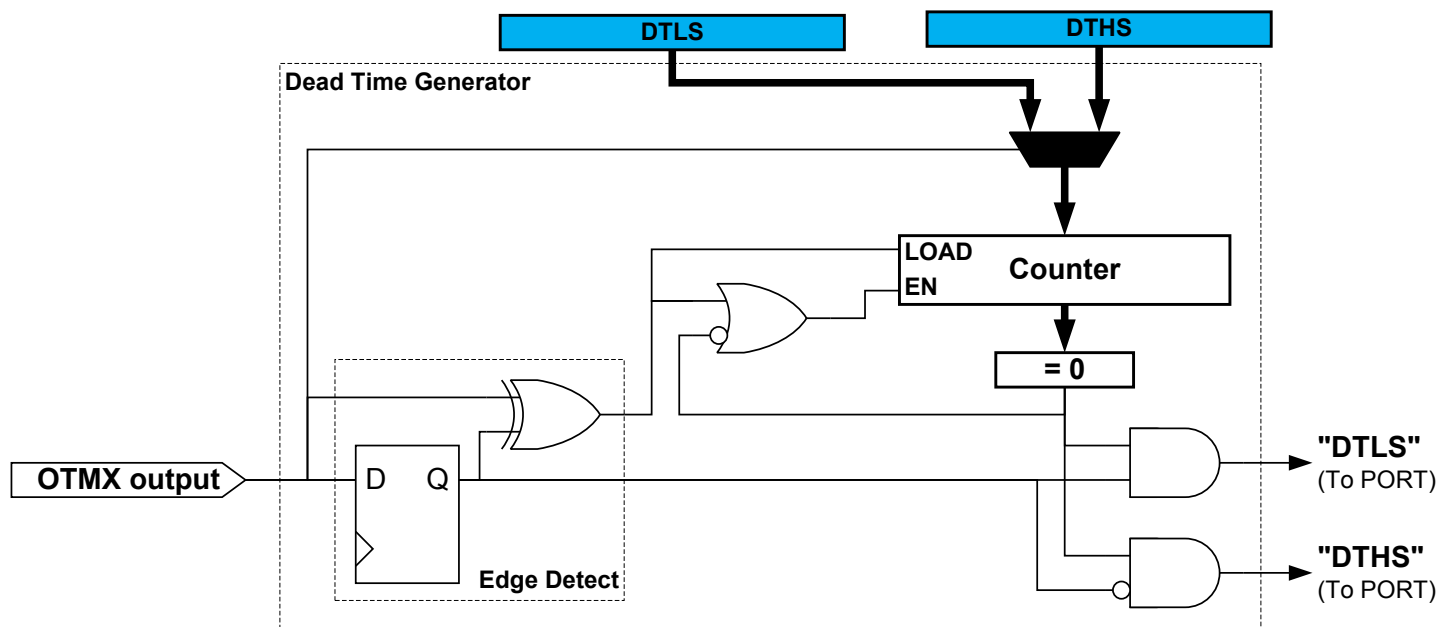 DTLS
DTHS
Dead Time Generator
LOAD
Counter
EN
= 0
OTMX output
D Q
Edge Detect
"DTLS"
(To PORT)
"DTHS"
(To PORT)